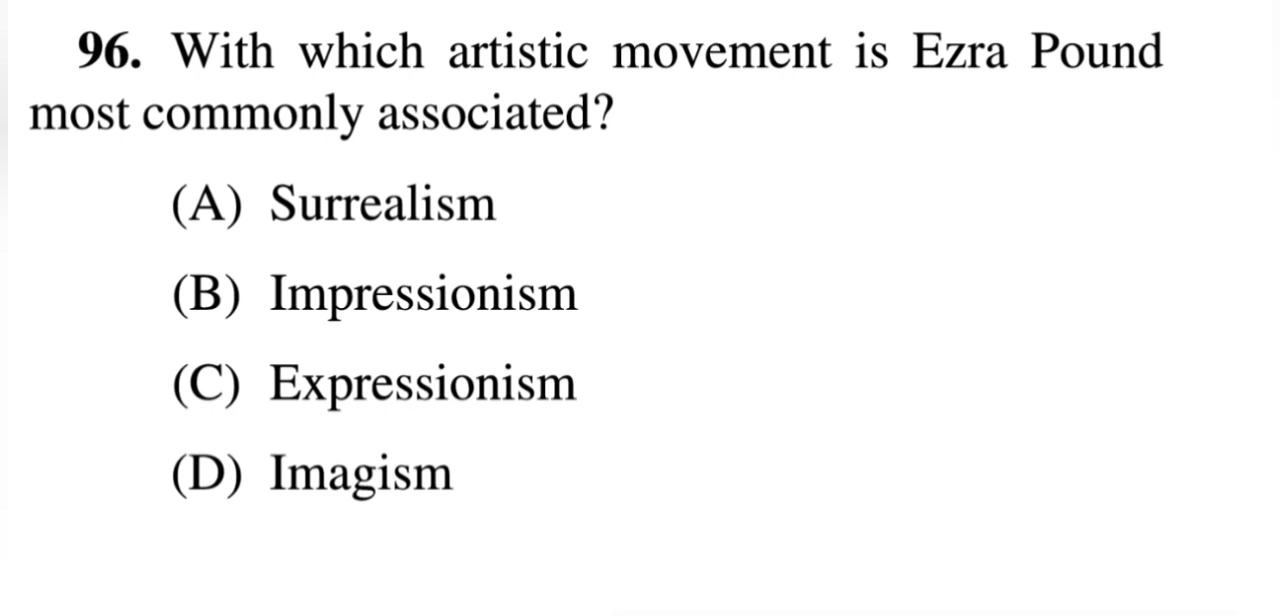 96. With which artistic movement is Ezra Pound
most commonly associated?
(A) Surrealism
(B) Impressionism
(C) Expressionism
(D) Imagism